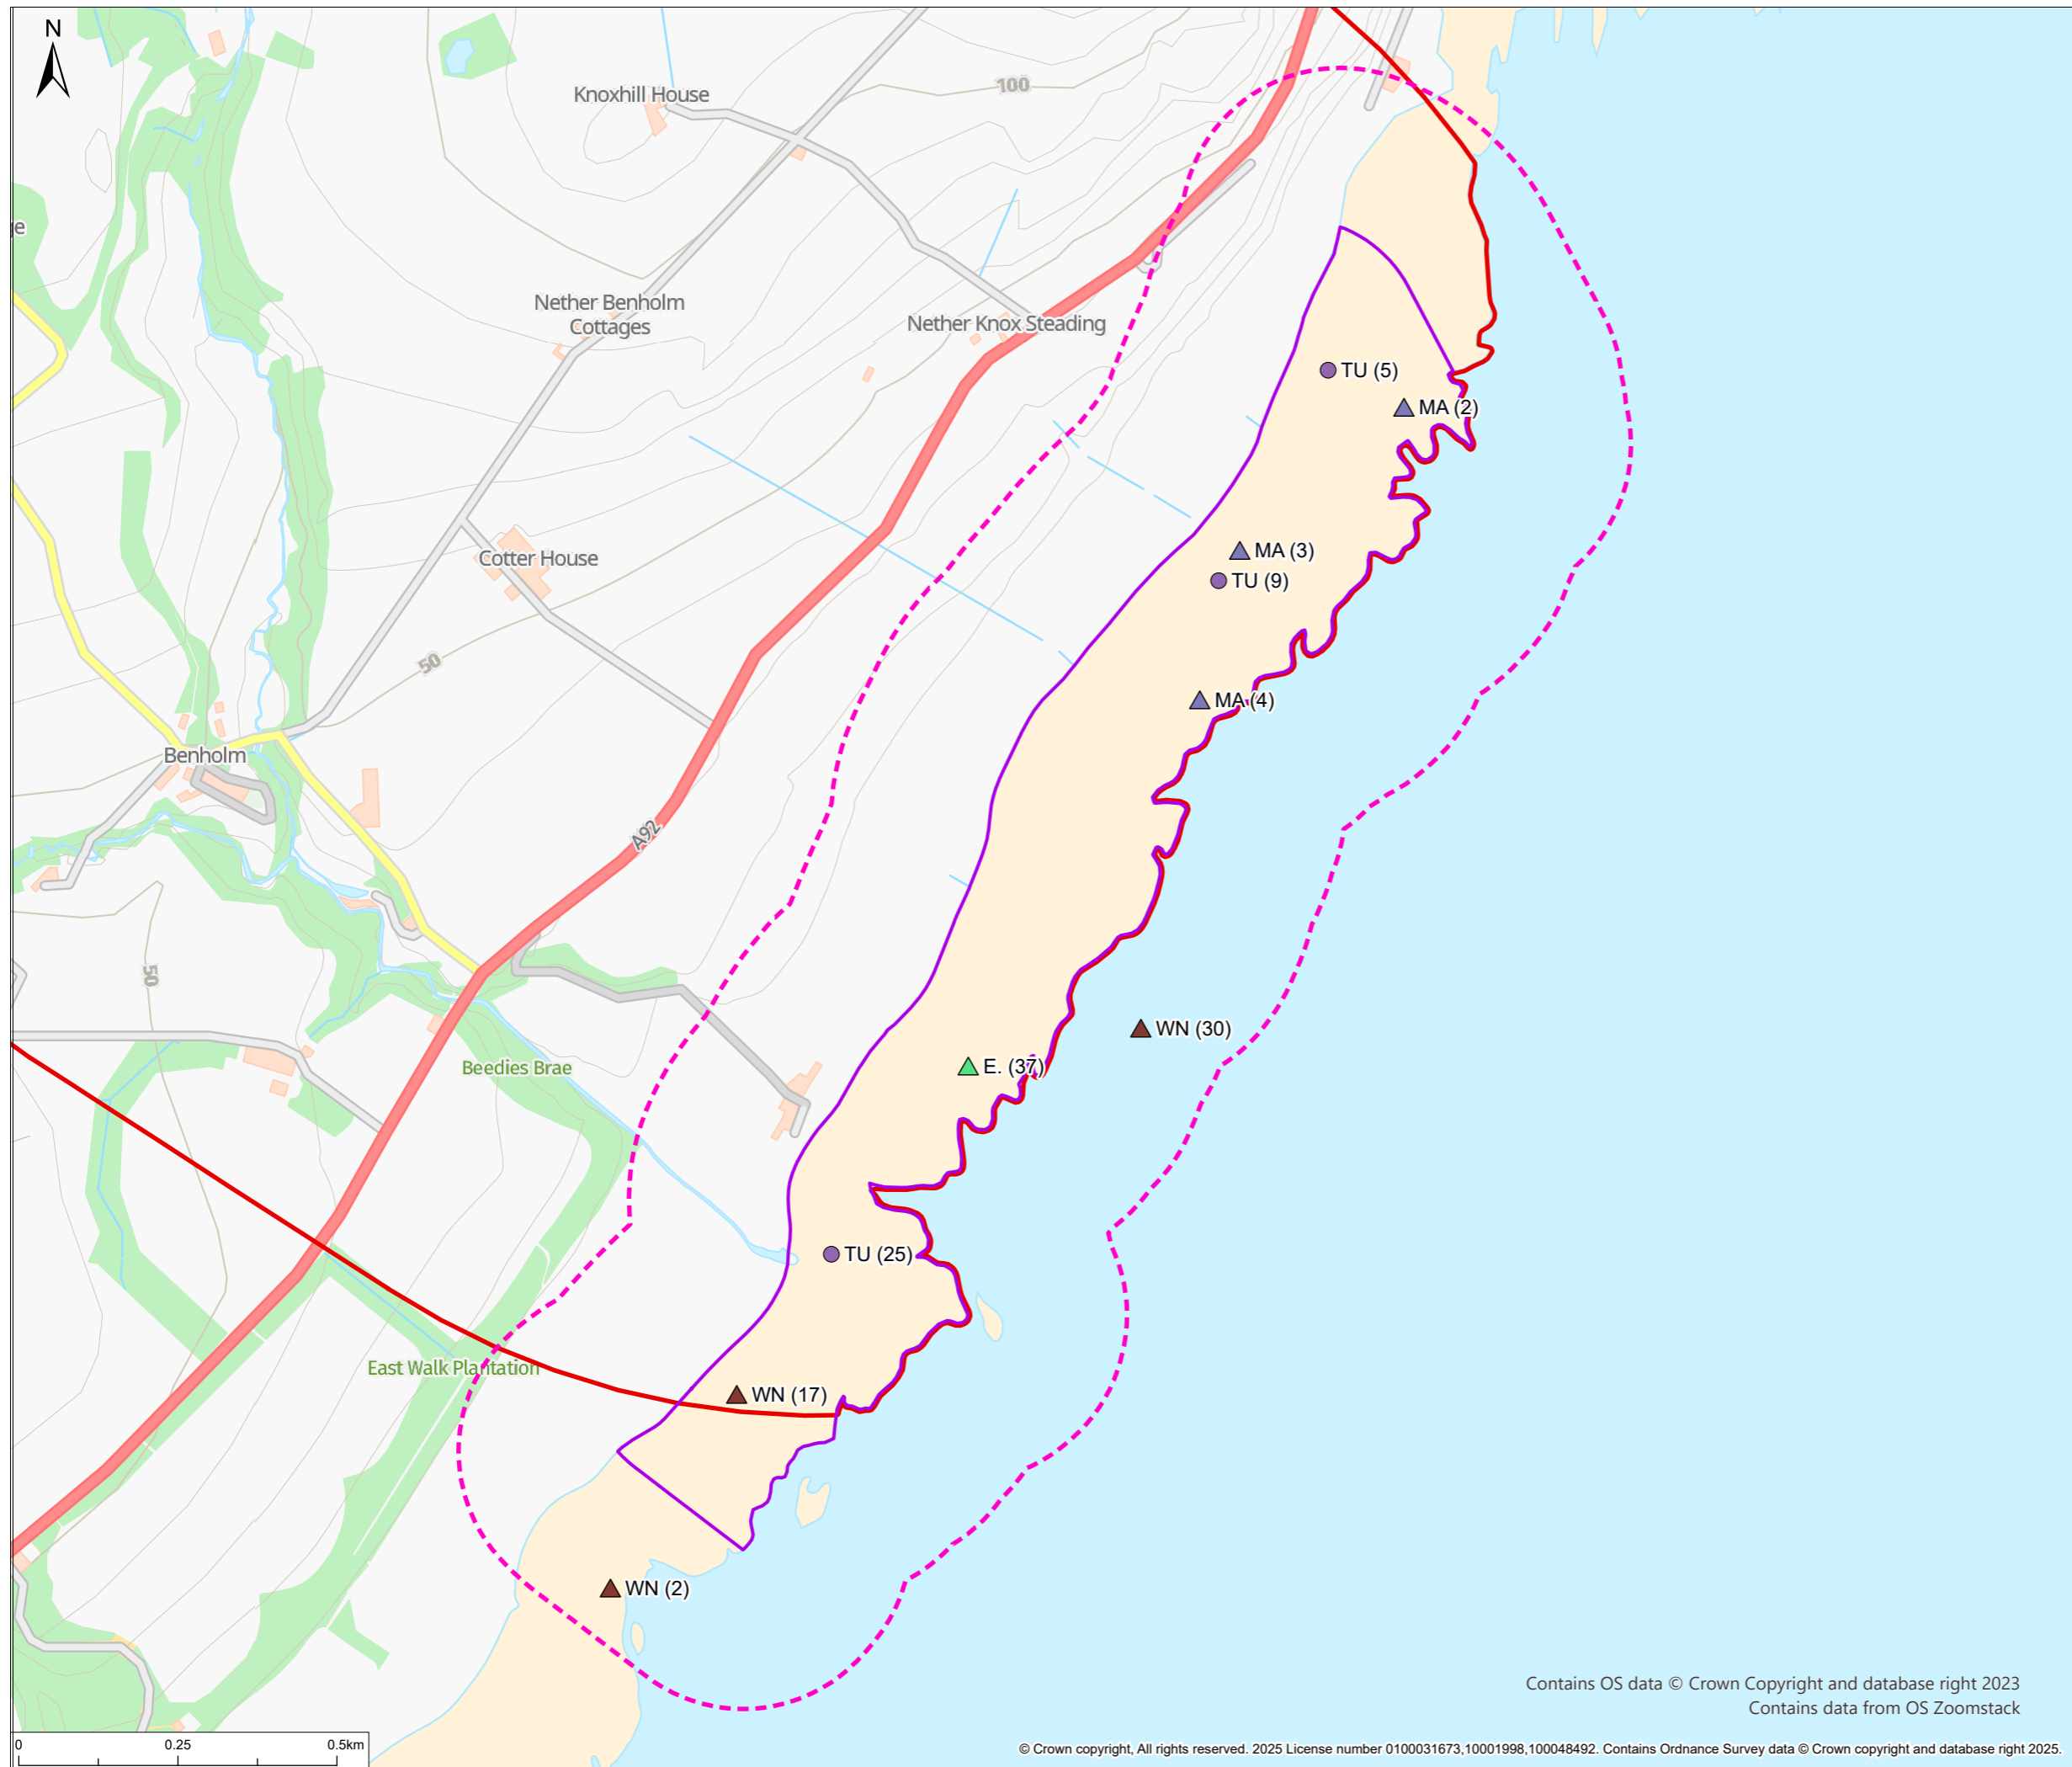 N
Knoxhill House
100
ge
Nether Benholm
Cottages
Nether Knox Steading
TU (5)
MA (2)
Cotter House
MA (3)
TU (9)
50
MA (4)
Benholm
A92
50
WN (30)
Beedies Brae
E. (37)
TU (25)
East Walk Plantation
WN (17)
WN (2)
Contains OS data © Crown Copyright and database right 2023
Contains data from OS Zoomstack
0 0.25 0.5km
© Crown copyright, All rights reserved. 2025 License number 0100031673,10001998,100048492. Contains Ordnance Survey data © Crown copyright and database right 2025.